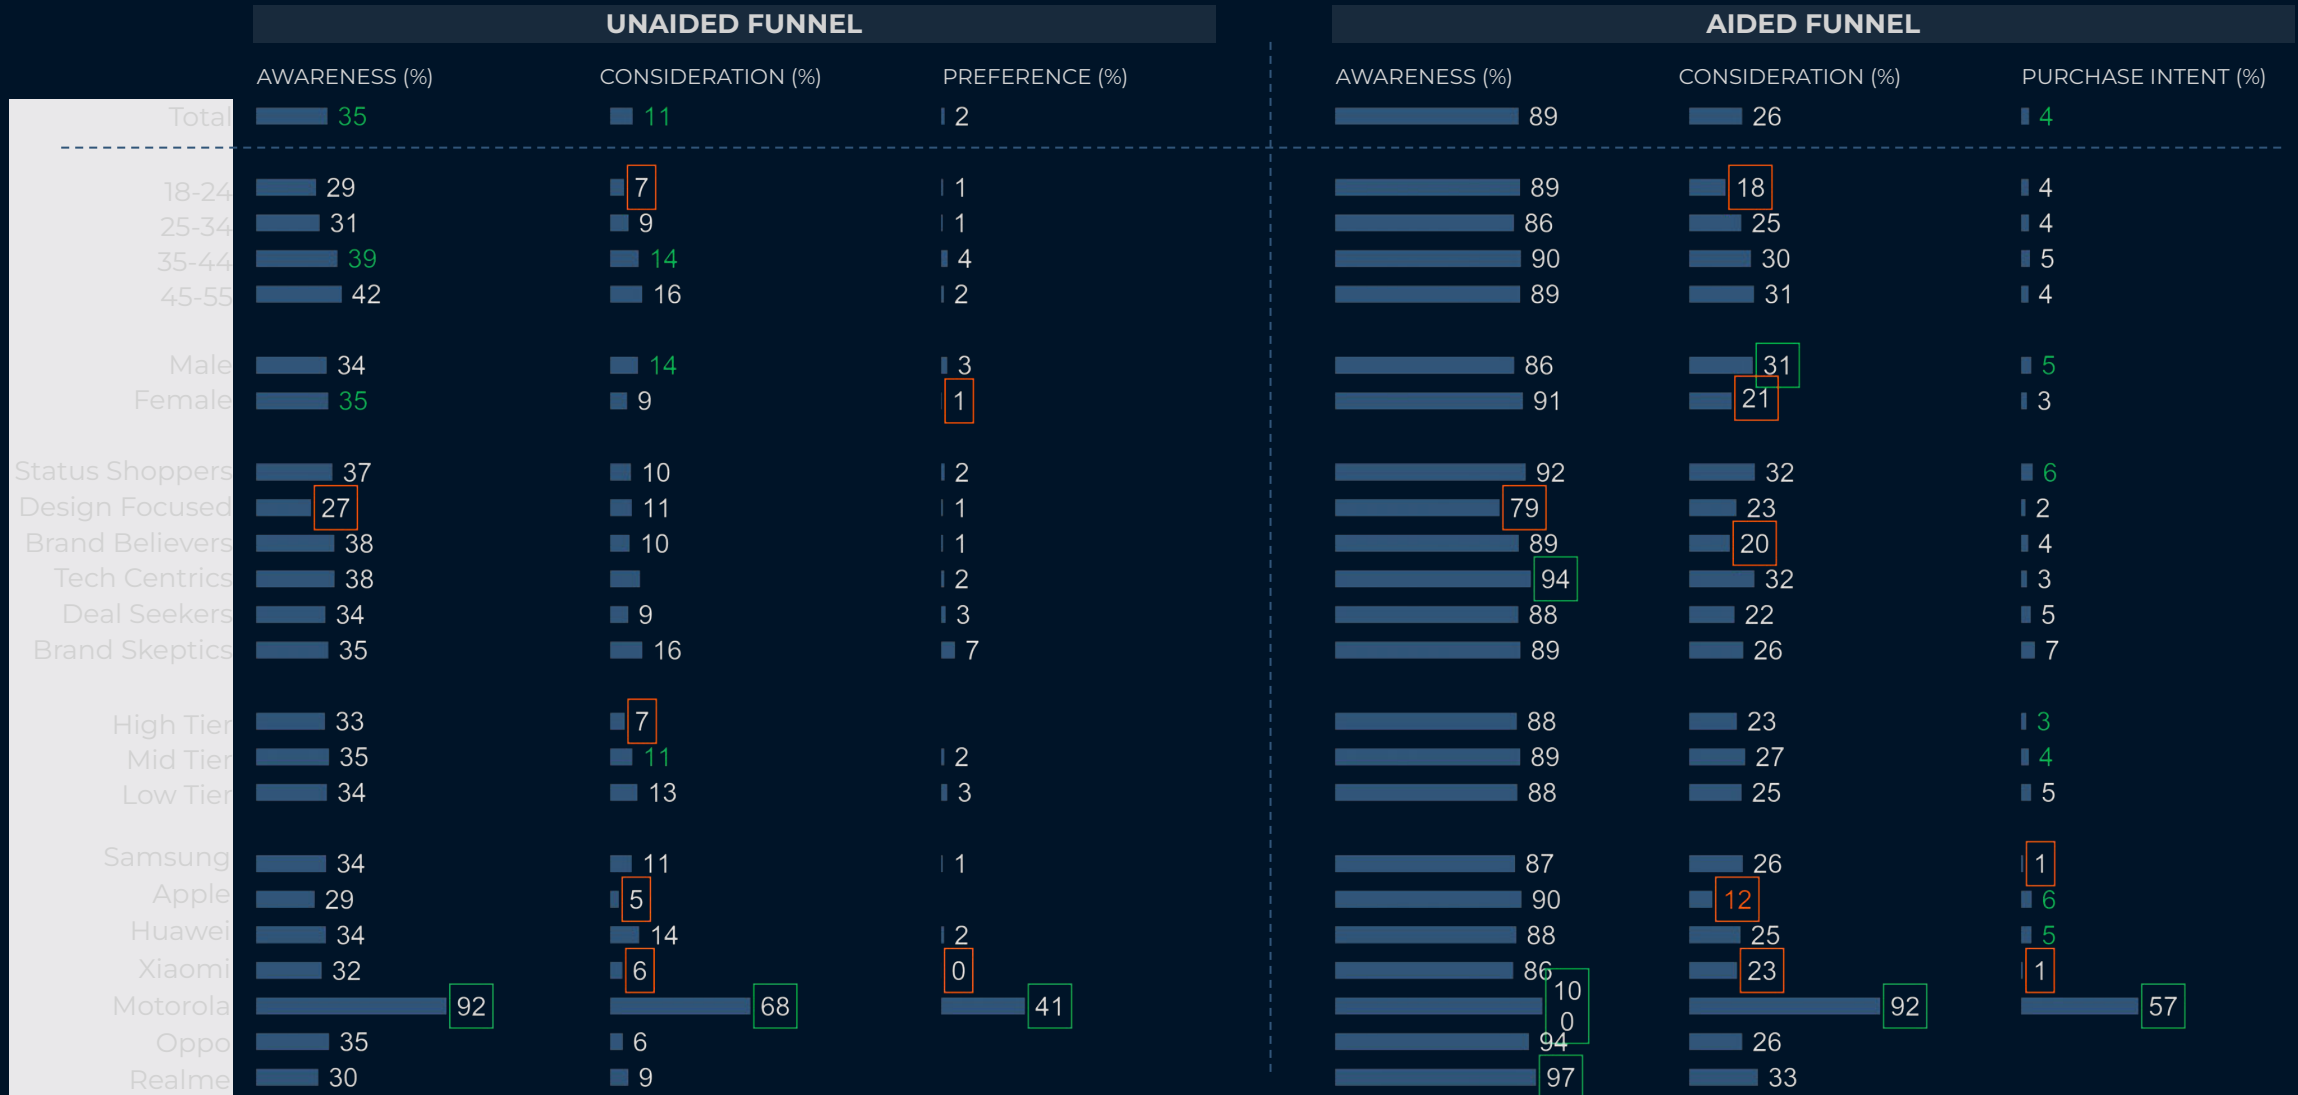 UNAIDED FUNNEL AIDED FUNNEL
AWARENESS (%) CONSIDERATION (%) PREFERENCE (%) AWARENESS (%) CONSIDERATION (%) PURCHASE INTENT (%)
Total 35 11 2 89 26 4
18-24 29 7 1 89 18 4
25-34 31 9 1 86 25 4
35-44 39 14 4 90 30 5
45-55 42 16 2 89 31 4
Male 34 14 3 86 31 5
Female 35 9 1 91 21 3
Status Shoppers 37 10 2 92 32 6
Design Focused 27 11 1 79 23 2
Brand Believers 38 10 1 89 20 4
Tech Centrics 38 2 94 32 3
Deal Seekers 34 9 3 88 22 5
Brand Skeptics 35 16 7 89 26 7
High Tier 33 7 88 23 3
Mid Tier 35 11 2 89 27 4
Low Tier 34 13 3 88 25 5
Samsung 34 11 1 87 26 1
Apple 29 5 90 12 6
Huawei 34 14 2 88 25 5
Xiaomi 32 6 0 86 23 1
Motorola 92 68 41 100 92 57
Oppo 35 6 94 26
Realme 30 9 97 33